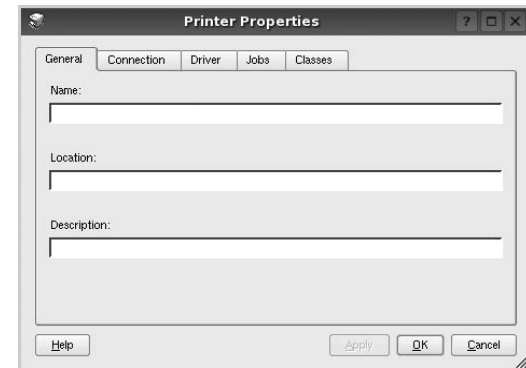 Printer Properties
General Connection Driver Jobs Classes
Name:
Location:
Description:
Help Apply OK Cancel